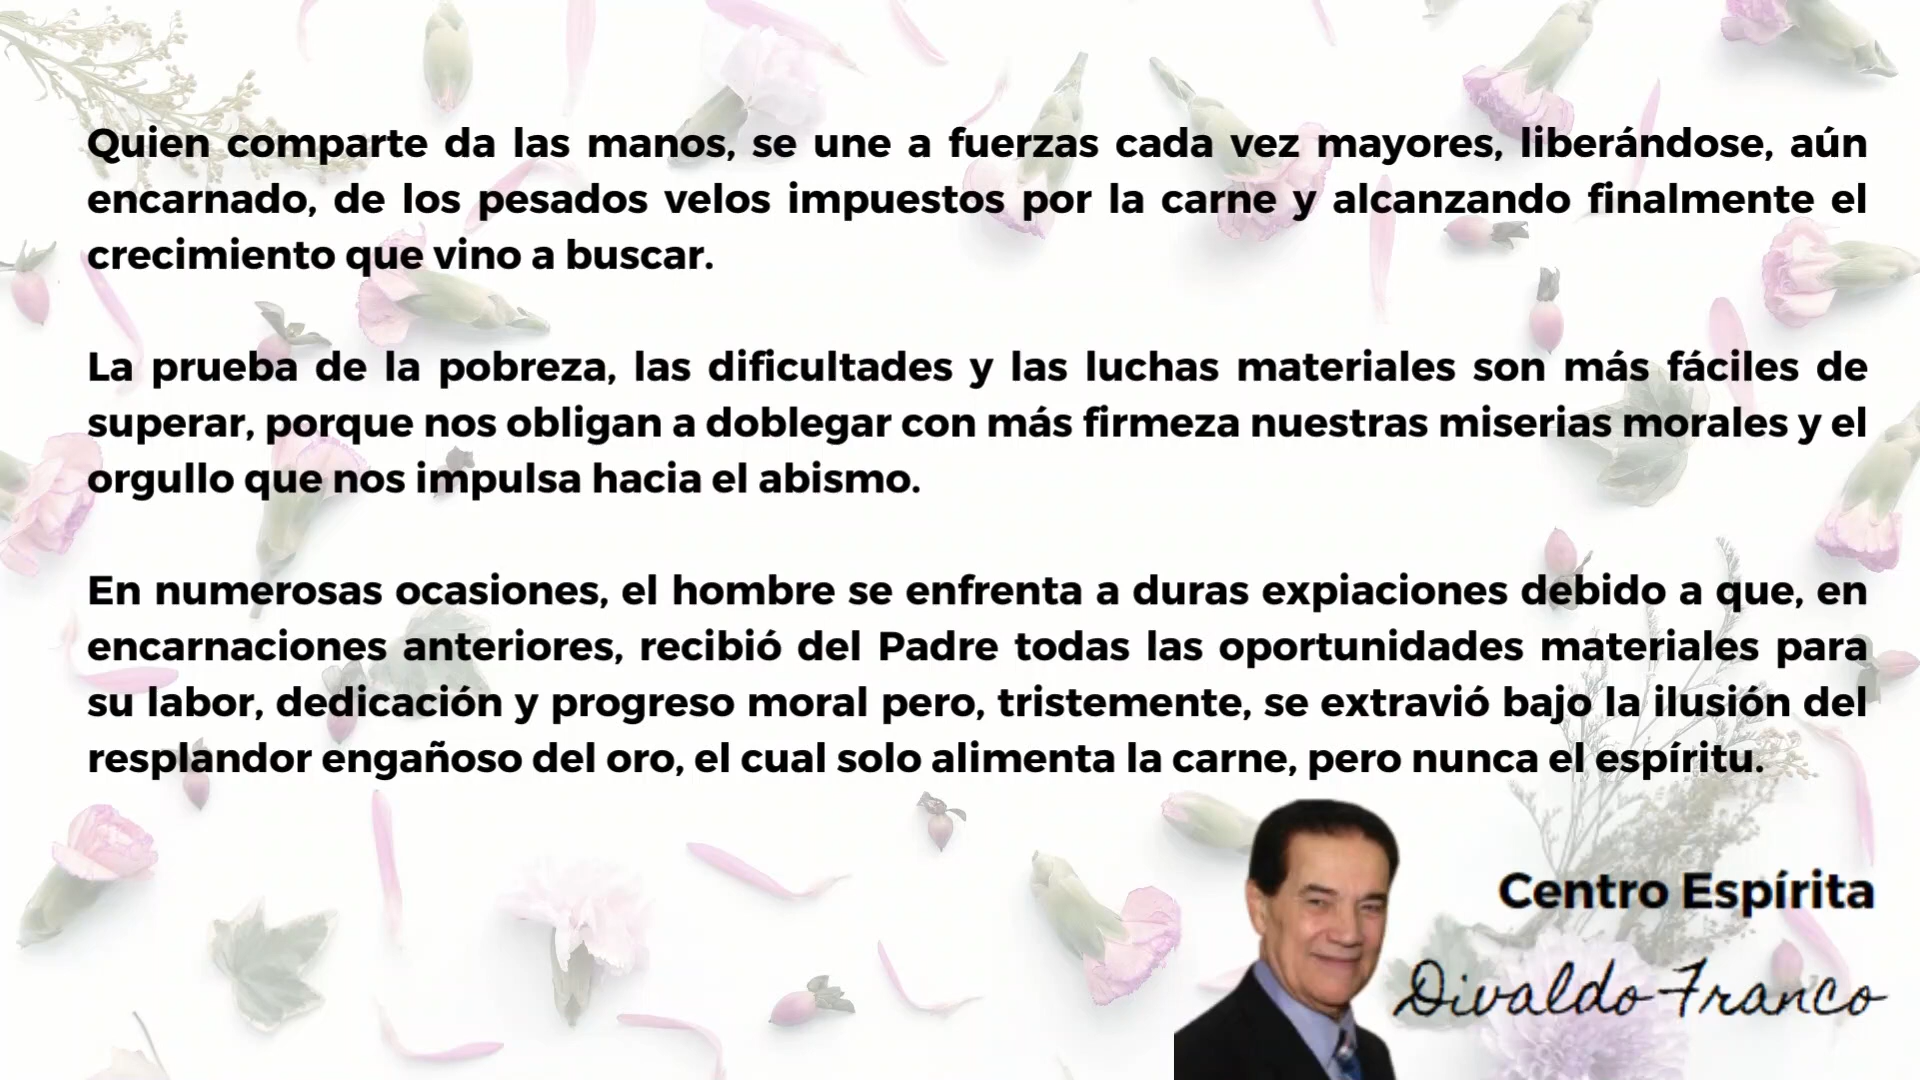 Quien comparte da las manos, se une a fuerzas cada vez mayores, liberándose, aún
encarnado, de los pesados velos impuestos por la carne y alcanzando finalmente el
crecimiento que vino a buscar.
La prueba de la pobreza, las dificultades y las luchas materiales son más fáciles de
superar, porque nos obligan a doblegar con más firmeza nuestras miserias morales y el
orgullo que nos impulsa hacia el abismo.
En numerosas ocasiones, el hombre se enfrenta a duras expiaciones debido a que, en
encarnaciones anteriores, recibió del Padre todas las oportunidades materiales para
su labor, dedicación y progreso moral pero, tristemente, se extravió bajo la ilusión del
resplandor engañoso del oro, el cual solo alimenta la carne, pero nunca el espíritu.
Centro Espírita
Divaldo Franco